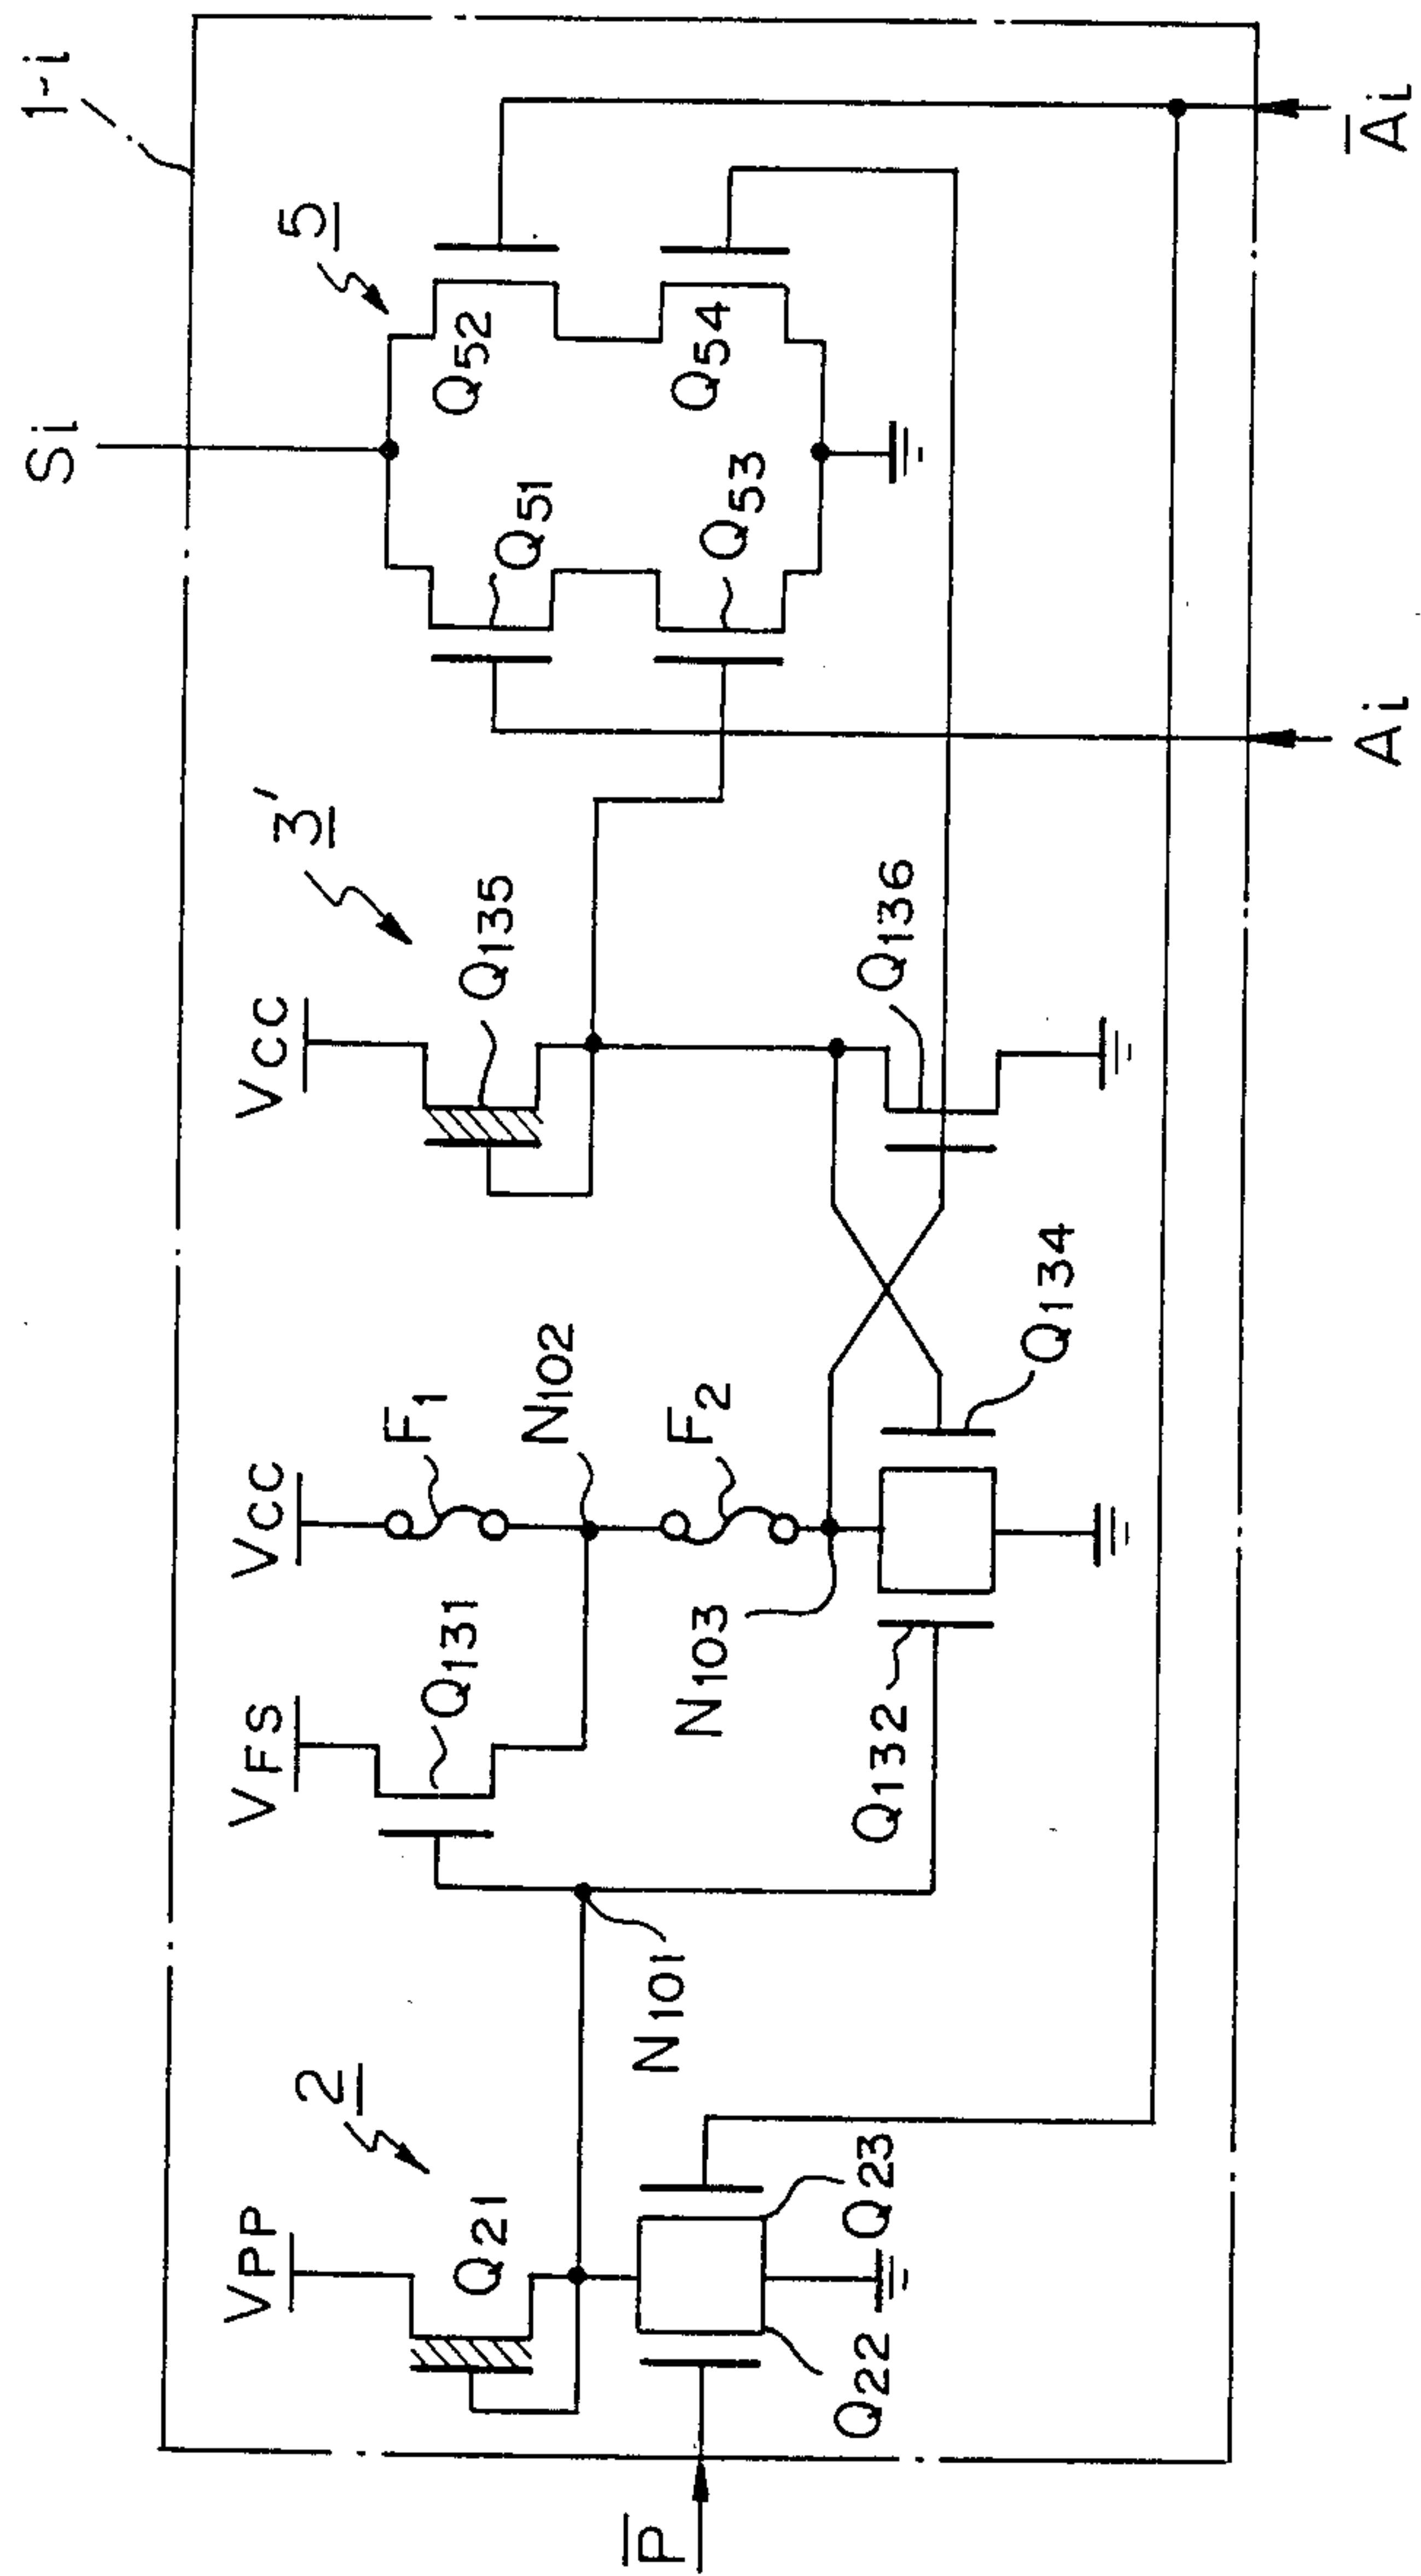 1-i
Si
5
Q52
Q54
Q51
Q53
Āi
Ai
3'
VCC
Q135
Q136
VCC
F1
N102
F2
N103
Q134
VFS
Q131
Q132
N101
2
VPP
Q21
Q22
Q23
P̄